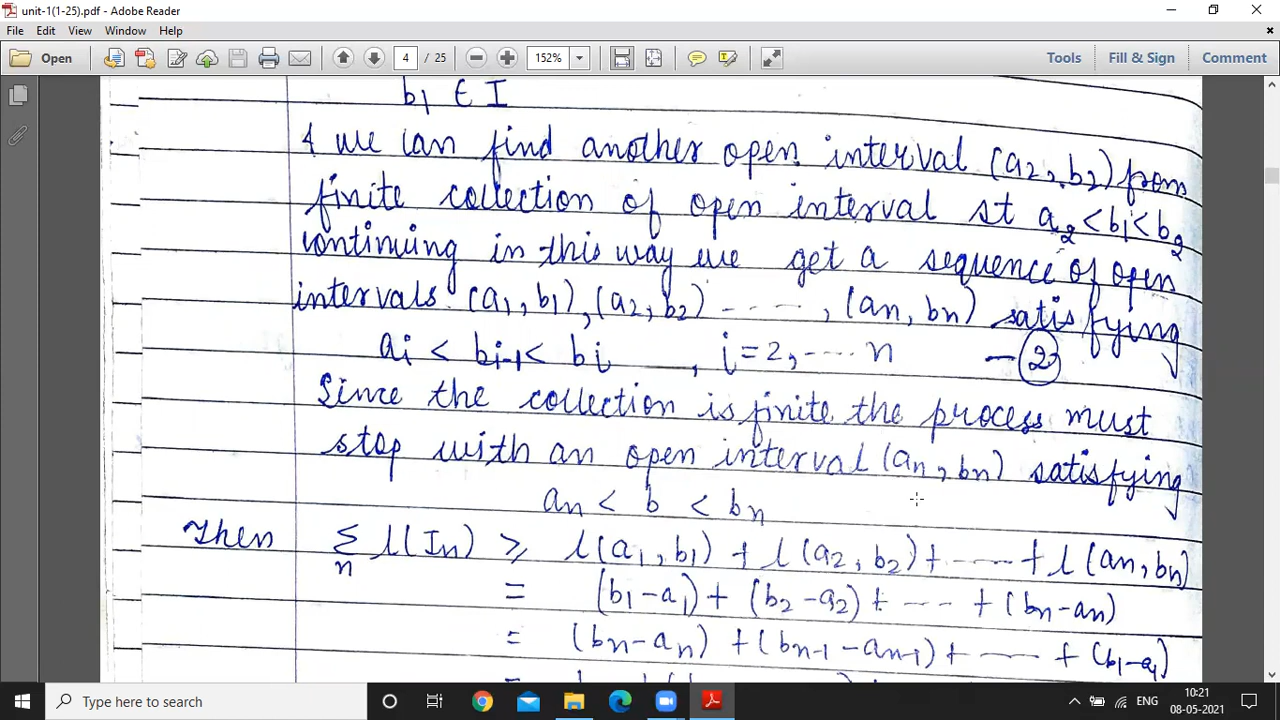 unit-1(1-25).pdf - Adobe Reader
File Edit View Window Help
Open 4 / 25 152% Tools Fill & Sign Comment
b1 ∈ I
& we can find another open interval (a2, b2) from
finite collection of open interval st a2 < b1 < b2
continuing in this way we get a sequence of open
intervals (a1, b1), (a2, b2) ------, (an, bn) satisfying
ai < bi-1 < bi , i = 2, ---- n — 2
Since the collection is finite the process must
stop with an open interval (an, bn) satisfying
an < b < bn
Then Σn l(In) ≥ l(a1, b1) + l(a2, b2) + ----- + l(an, bn)
= (b1-a1) + (b2-a2) + ---- + (bn-an)
= (bn-an) + (bn-1-an-1) + ----- + (b1-a1)
Type here to search
ENG
10:21
08-05-2021